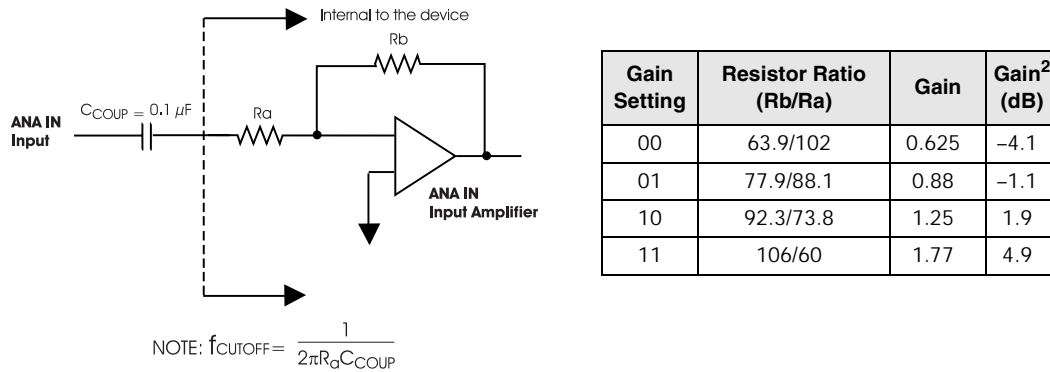 Internal to the device
Rb
CCOUP = 0.1 µF
Ra
ANA IN
Input
ANA IN
Input Amplifier
NOTE: fCUTOFF = 1
2πRaCCOUP
Gain Setting Resistor Ratio (Rb/Ra) Gain Gain² (dB)
00 63.9/102 0.625 −4.1
01 77.9/88.1 0.88 −1.1
10 92.3/73.8 1.25 1.9
11 106/60 1.77 4.9